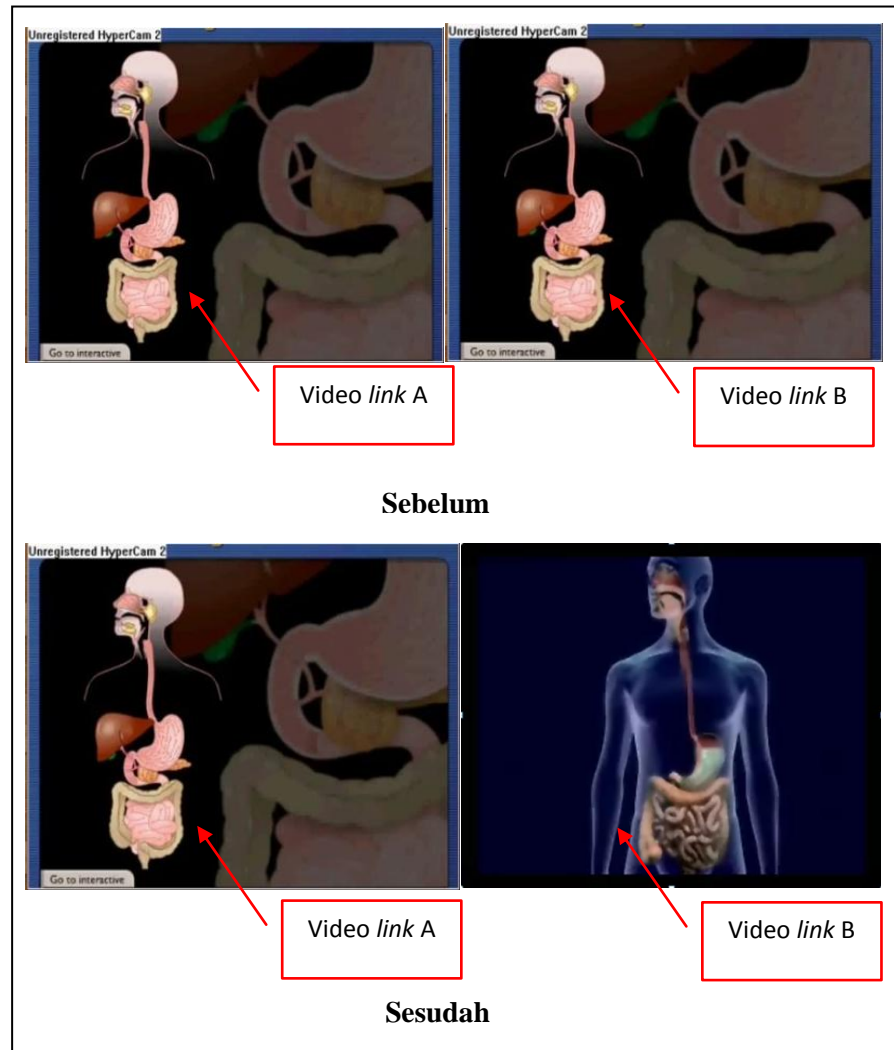 Unregistered HyperCam 2
Go to interactive
Unregistered HyperCam 2
Go to interactive
Video link A
Video link B
Sebelum
Unregistered HyperCam 2
Go to interactive
Video link A
Video link B
Sesudah